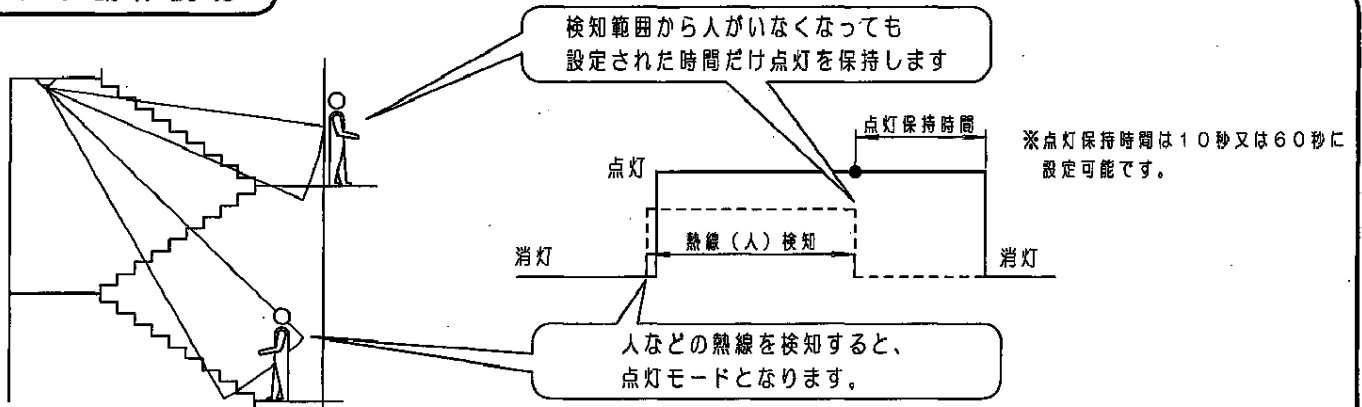 検知範囲から人がいなくなっても
設定された時間だけ点灯を保持します
点灯保持時間
※点灯保持時間は10秒又は60秒に
設定可能です。
点灯
熱線(人)検知
消灯
消灯
人などの熱線を検知すると、
点灯モードとなります。